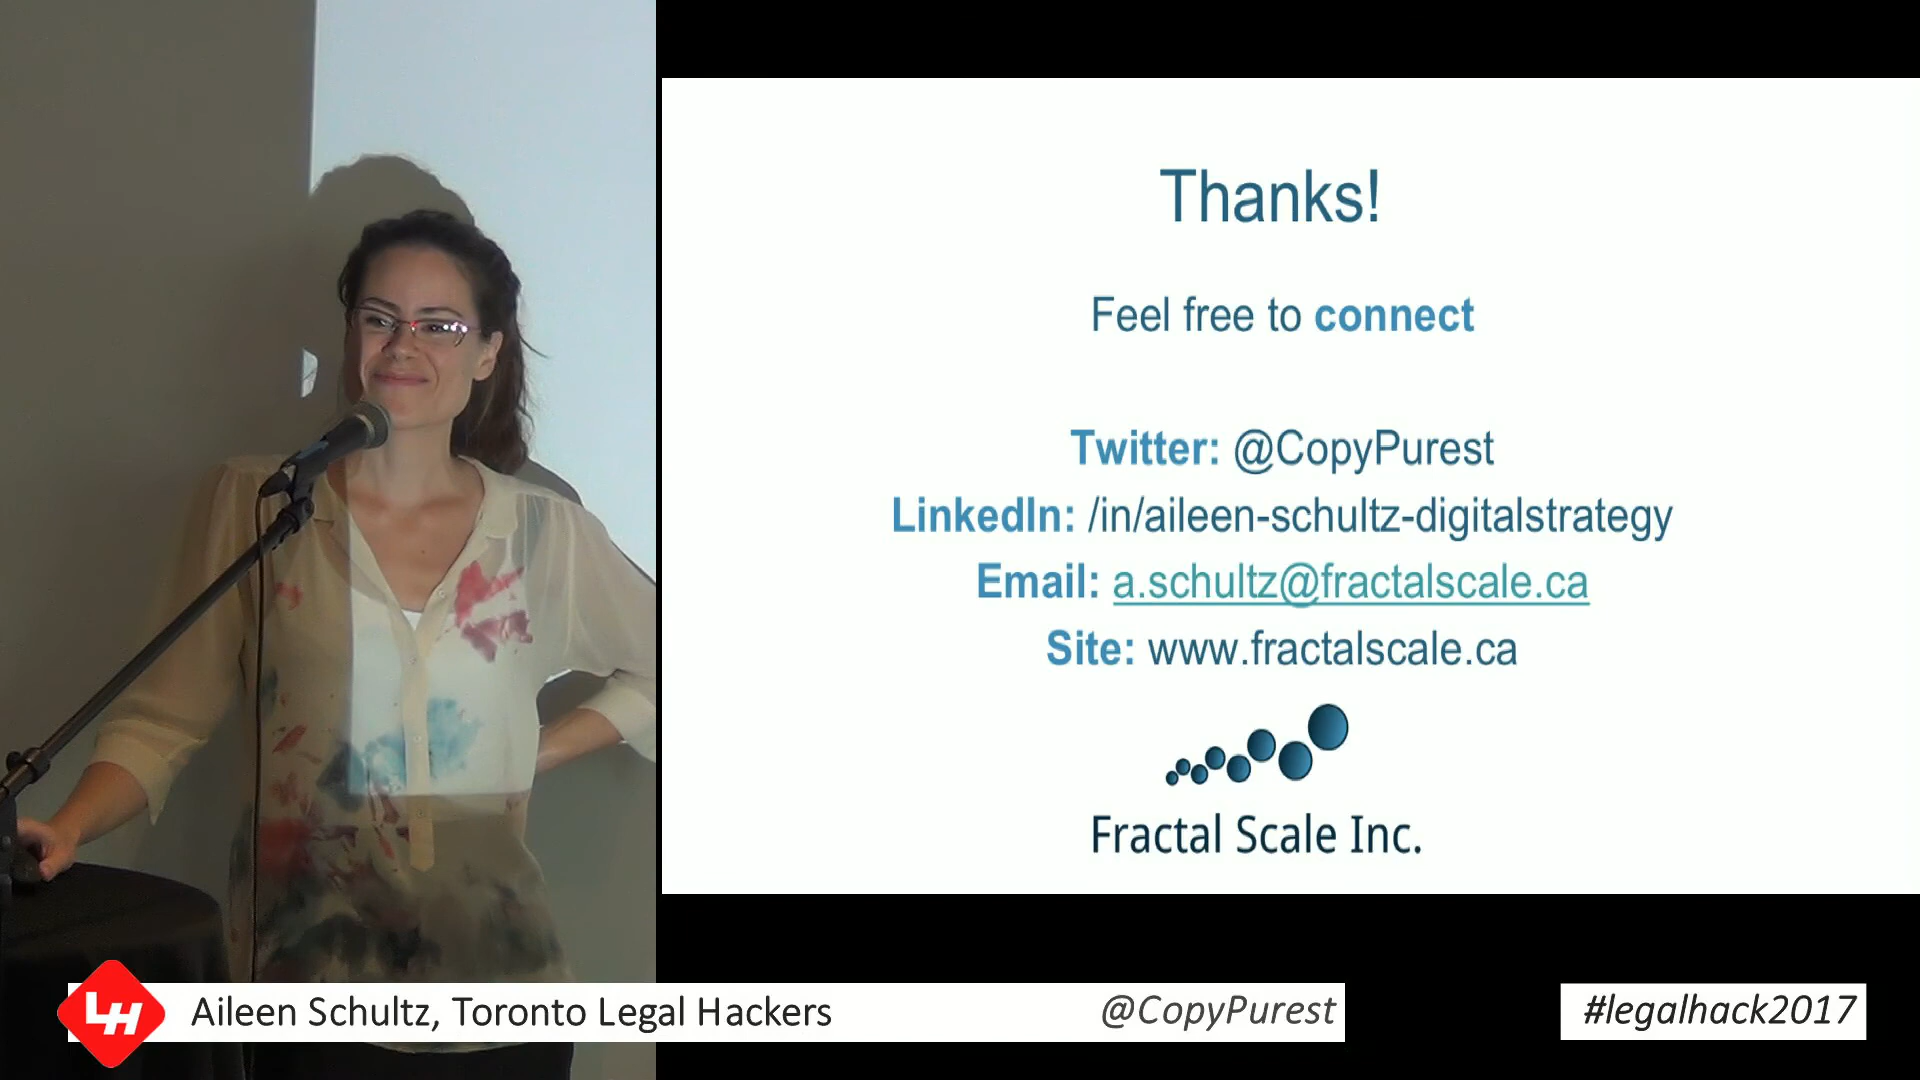 Thanks!
Feel free to connect
Twitter: @CopyPurest
LinkedIn: /in/aileen-schultz-digitalstrategy
Email: a.schultz@fractalscale.ca
Site: www.fractalscale.ca
Fractal Scale Inc.
LH Aileen Schultz, Toronto Legal Hackers @CopyPurest #legalhack2017